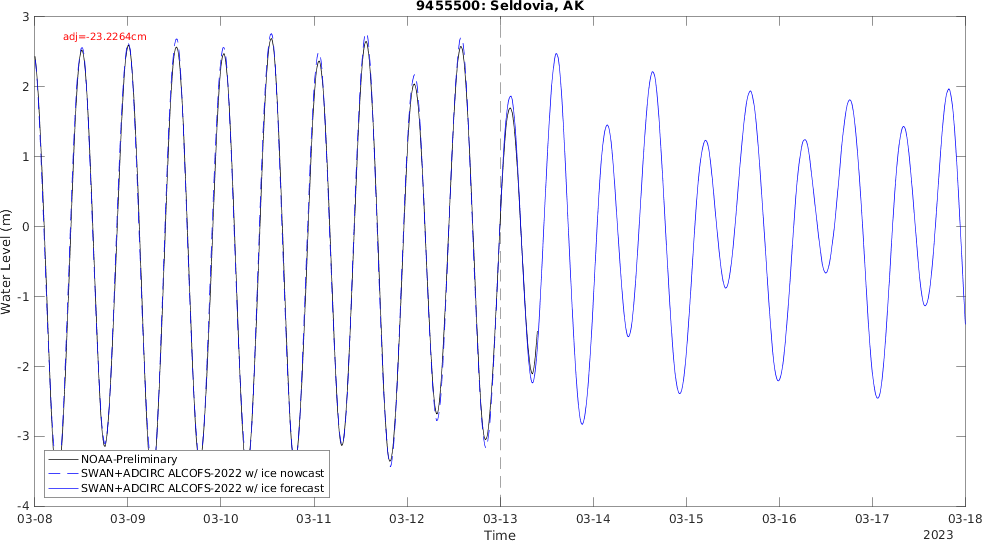 9455500: Seldovia, AK
adj=-23.2264cm
Water Level (m)
3
2
1
0
-1
-2
-3
-4
NOAA-Preliminary
SWAN+ADCIRC ALCOFS-2022 w/ ice nowcast
SWAN+ADCIRC ALCOFS-2022 w/ ice forecast
03-08 03-09 03-10 03-11 03-12 03-13 03-14 03-15 03-16 03-17 03-18
Time
2023